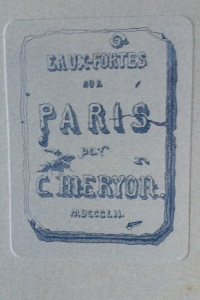 EAUX-FORTES
SUR
PARIS
PAR
C. MERYON.
MDCCCLII.